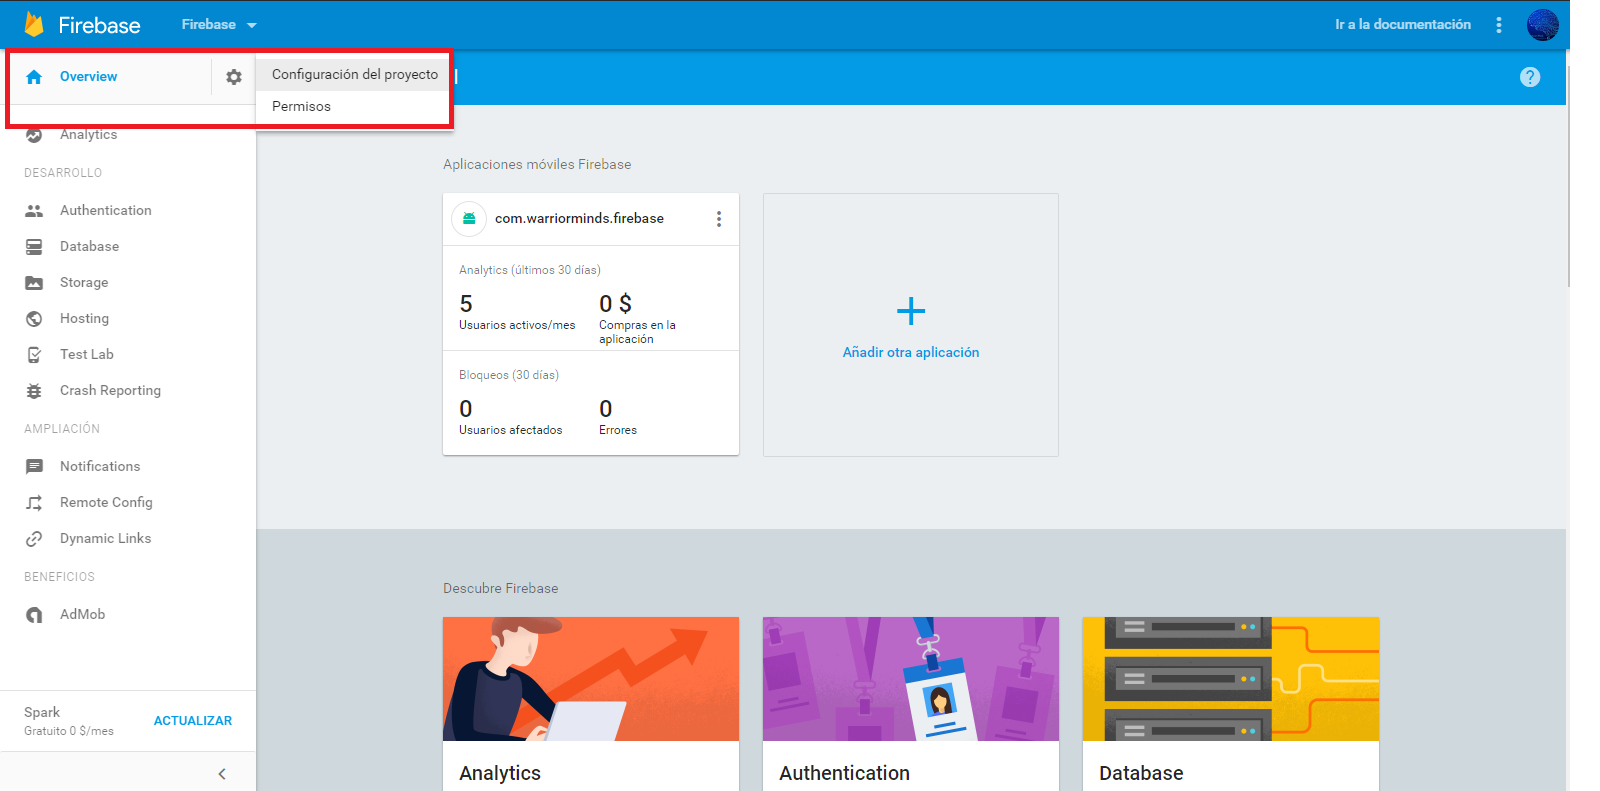 Firebase
Firebase
Ir a la documentación
Overview
Configuración del proyecto
Permisos
Analytics
DESARROLLO
Authentication
Database
Storage
Hosting
Test Lab
Crash Reporting
AMPLIACIÓN
Notifications
Remote Config
Dynamic Links
BENEFICIOS
AdMob
Spark
Gratuito 0 $/mes
ACTUALIZAR
Aplicaciones móviles Firebase
com.warriorminds.firebase
Analytics (últimos 30 días)
5
Usuarios activos/mes
0 $
Compras en la
aplicación
Bloqueos (30 días)
0
Usuarios afectados
0
Errores
Añadir otra aplicación
Descubre Firebase
Analytics
Authentication
Database